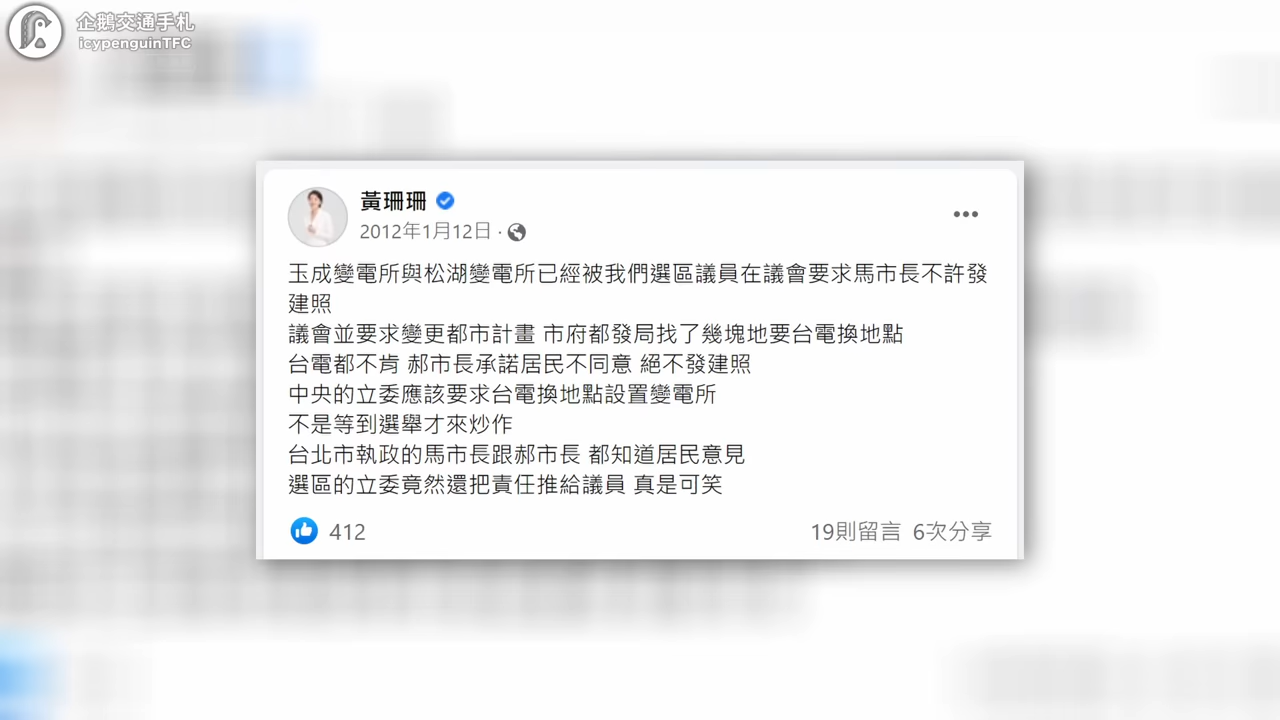 企鵝交通手札
icypenguinTFC
黃珊珊
2012年1月12日 ·
玉成變電所與松湖變電所已經被我們選區議員在議會要求馬市長不許發
建照
議會並要求變更都市計畫 市府都發局找了幾塊地要台電換地點
台電都不肯 郝市長承諾居民不同意 絕不發建照
中央的立委應該要求台電換地點設置變電所
不是等到選舉才來炒作
台北市執政的馬市長跟郝市長 都知道居民意見
選區的立委竟然還把責任推給議員 真是可笑
412
19則留言 6次分享